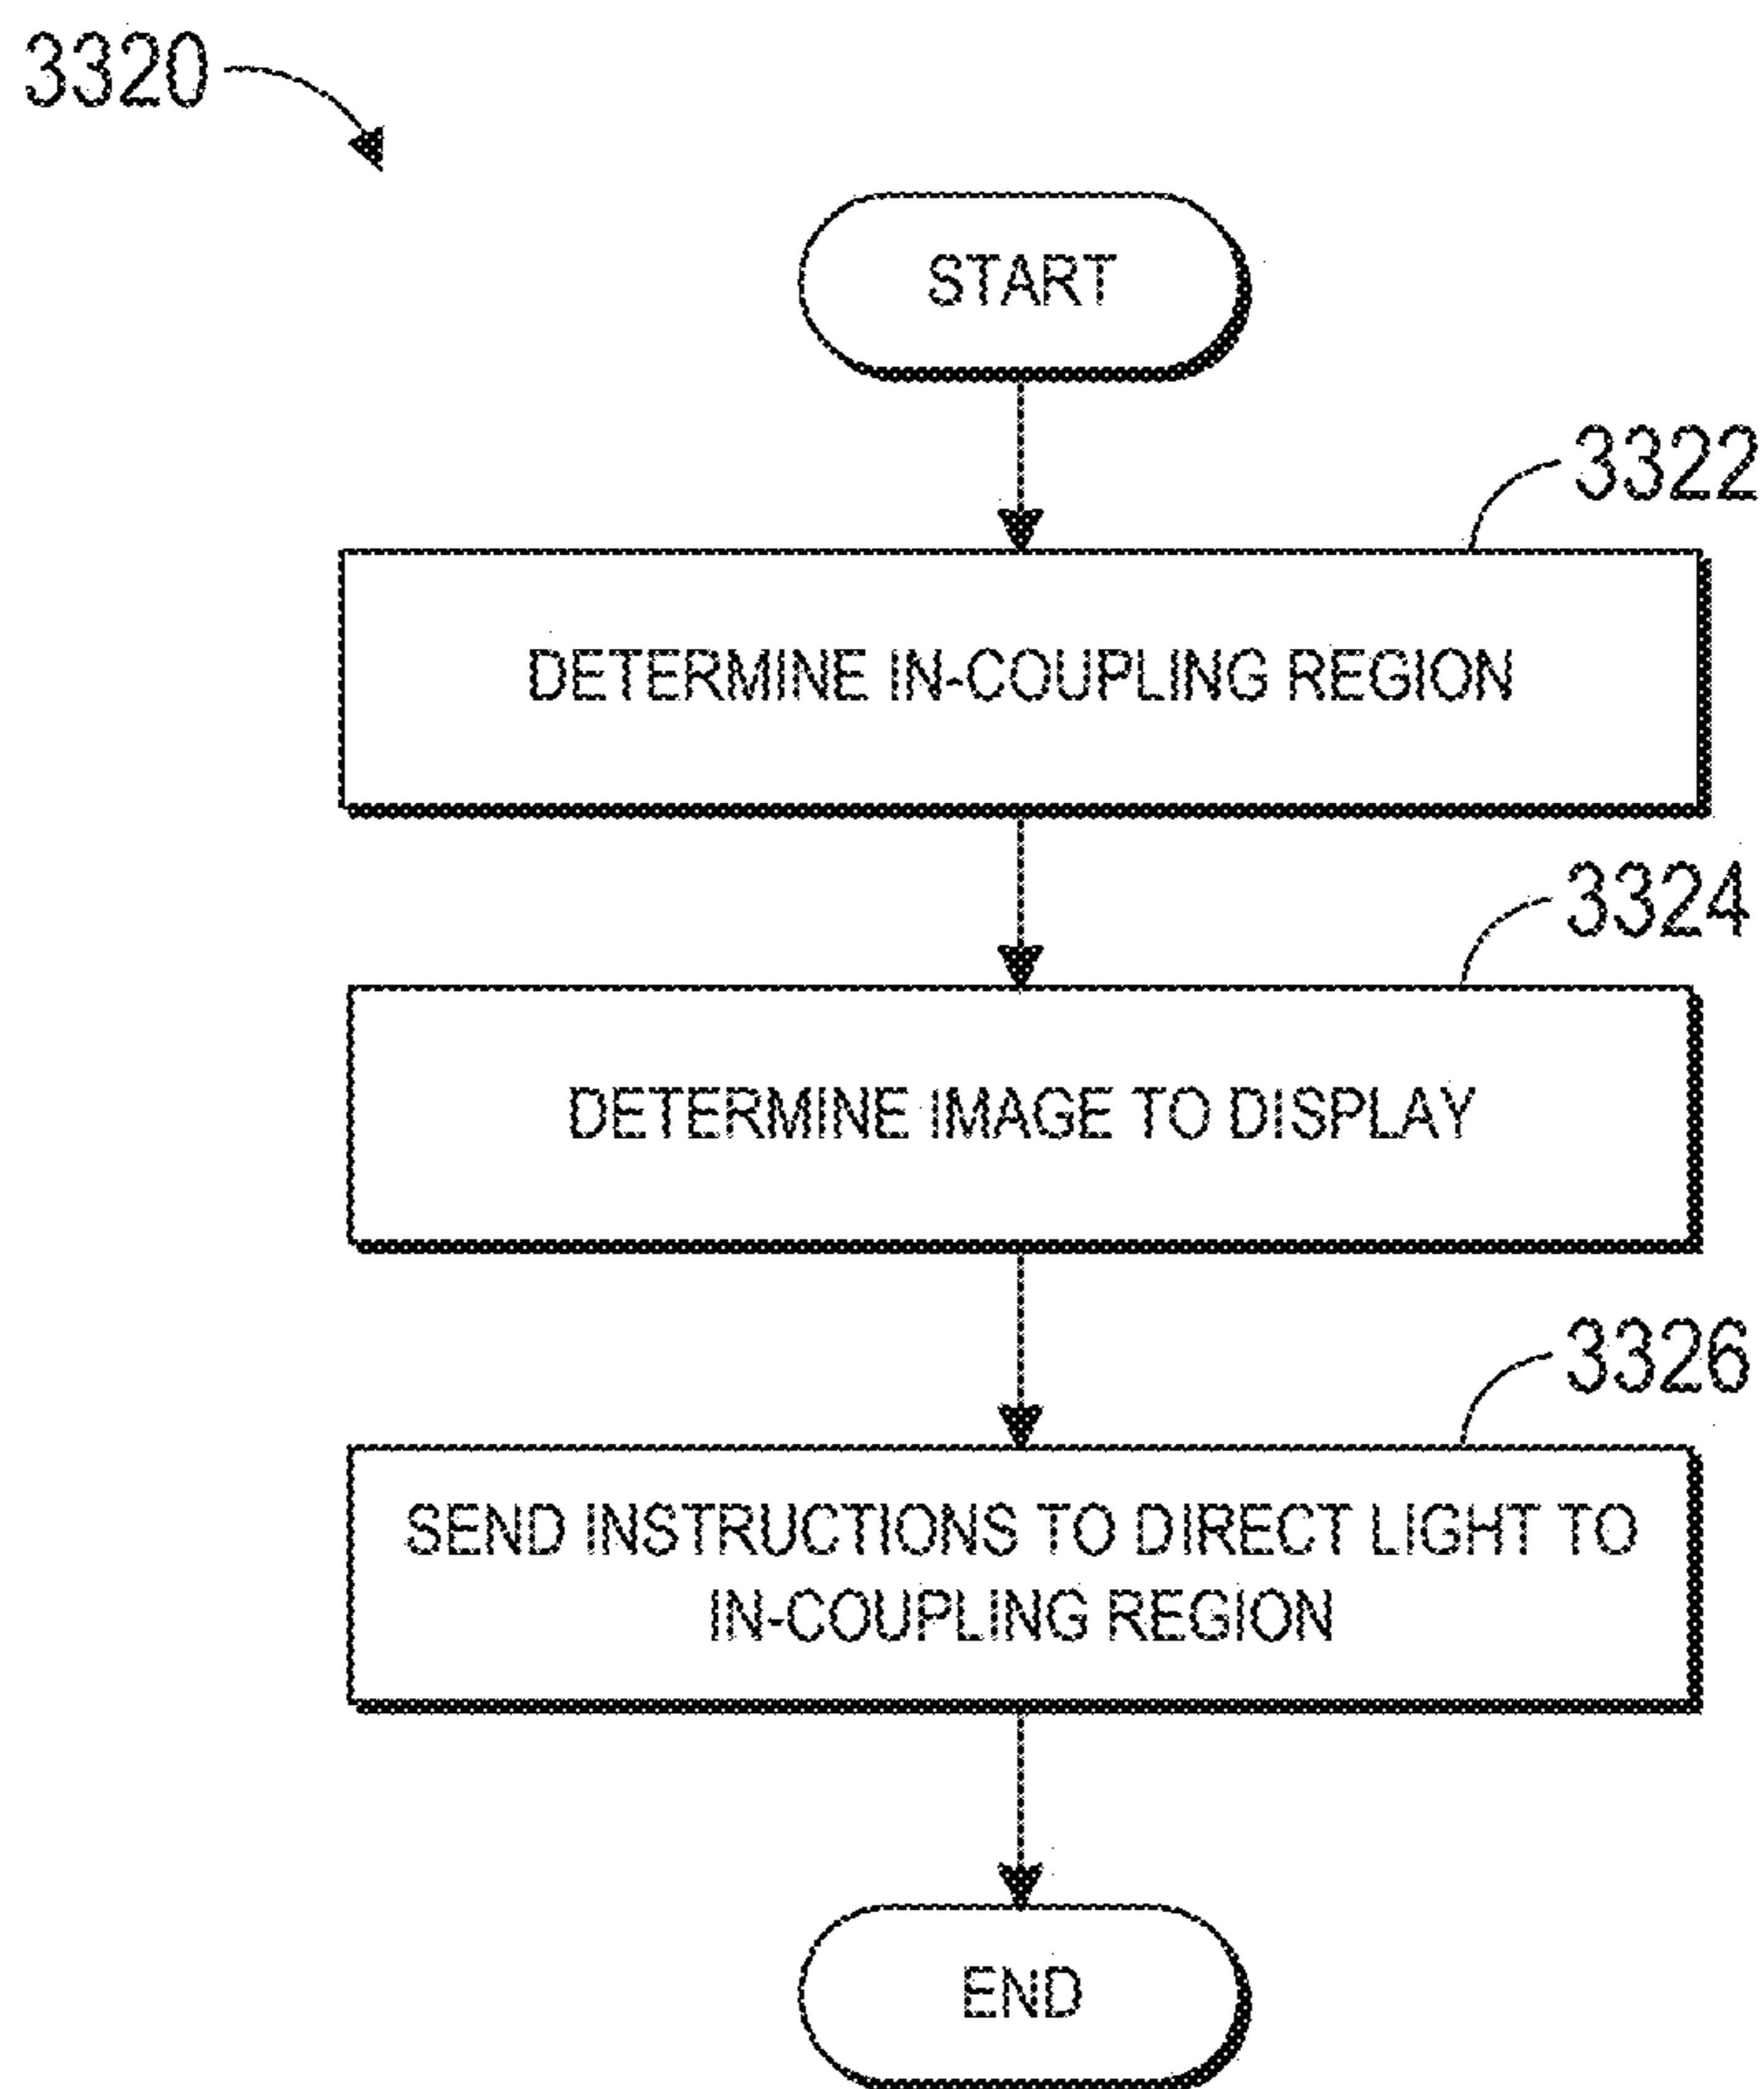 3320
START
3322
DETERMINE IN-COUPLING REGION
3324
DETERMINE IMAGE TO DISPLAY
3326
SEND INSTRUCTIONS TO DIRECT LIGHT TO
IN-COUPLING REGION
END